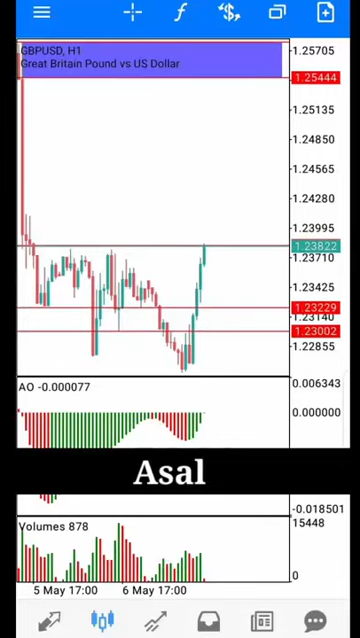 GBPUSD, H1
Great Britain Pound vs US Dollar
1.25705
1.25444
1.25135
1.24850
1.24565
1.24280
1.23995
1.23822
1.23710
1.23425
1.23229
1.23140
1.23002
1.22855
AO -0.000077
0.006343
0.000000
Asal
-0.018501
Volumes 878
15448
0
5 May 17:00
6 May 17:00